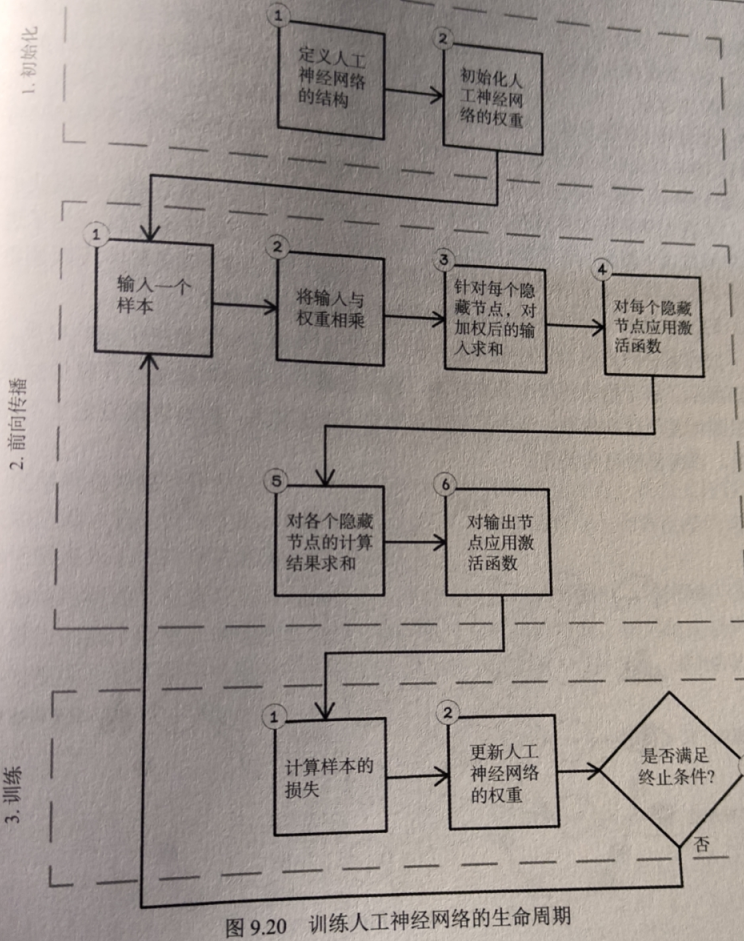 1. 初始化
1
定义人工
神经网络
的结构
2
初始化人
工神经网
络的权重
2. 前向传播
1
输入一个
样本
2
将输入与
权重相乘
3
针对每个隐
藏节点，对
加权后的输
入求和
4
对每个隐藏
节点应用激
活函数
5
对各个隐藏
节点的计算
结果求和
6
对输出节
点应用激
活函数
3. 训练
1
计算样本的
损失
2
更新人工
神经网络
的权重
是否满足
终止条件?
否
图 9.20 训练人工神经网络的生命周期